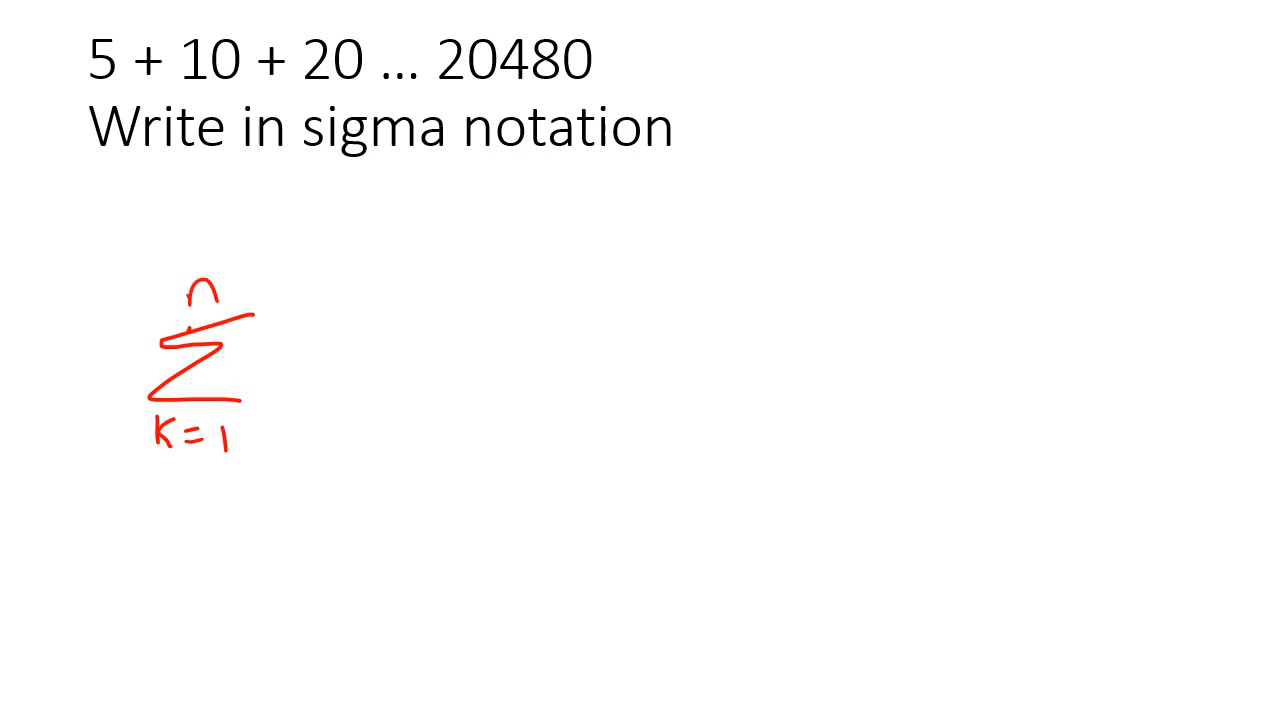 5 + 10 + 20 … 20480
Write in sigma notation
n
Σ
K = 1